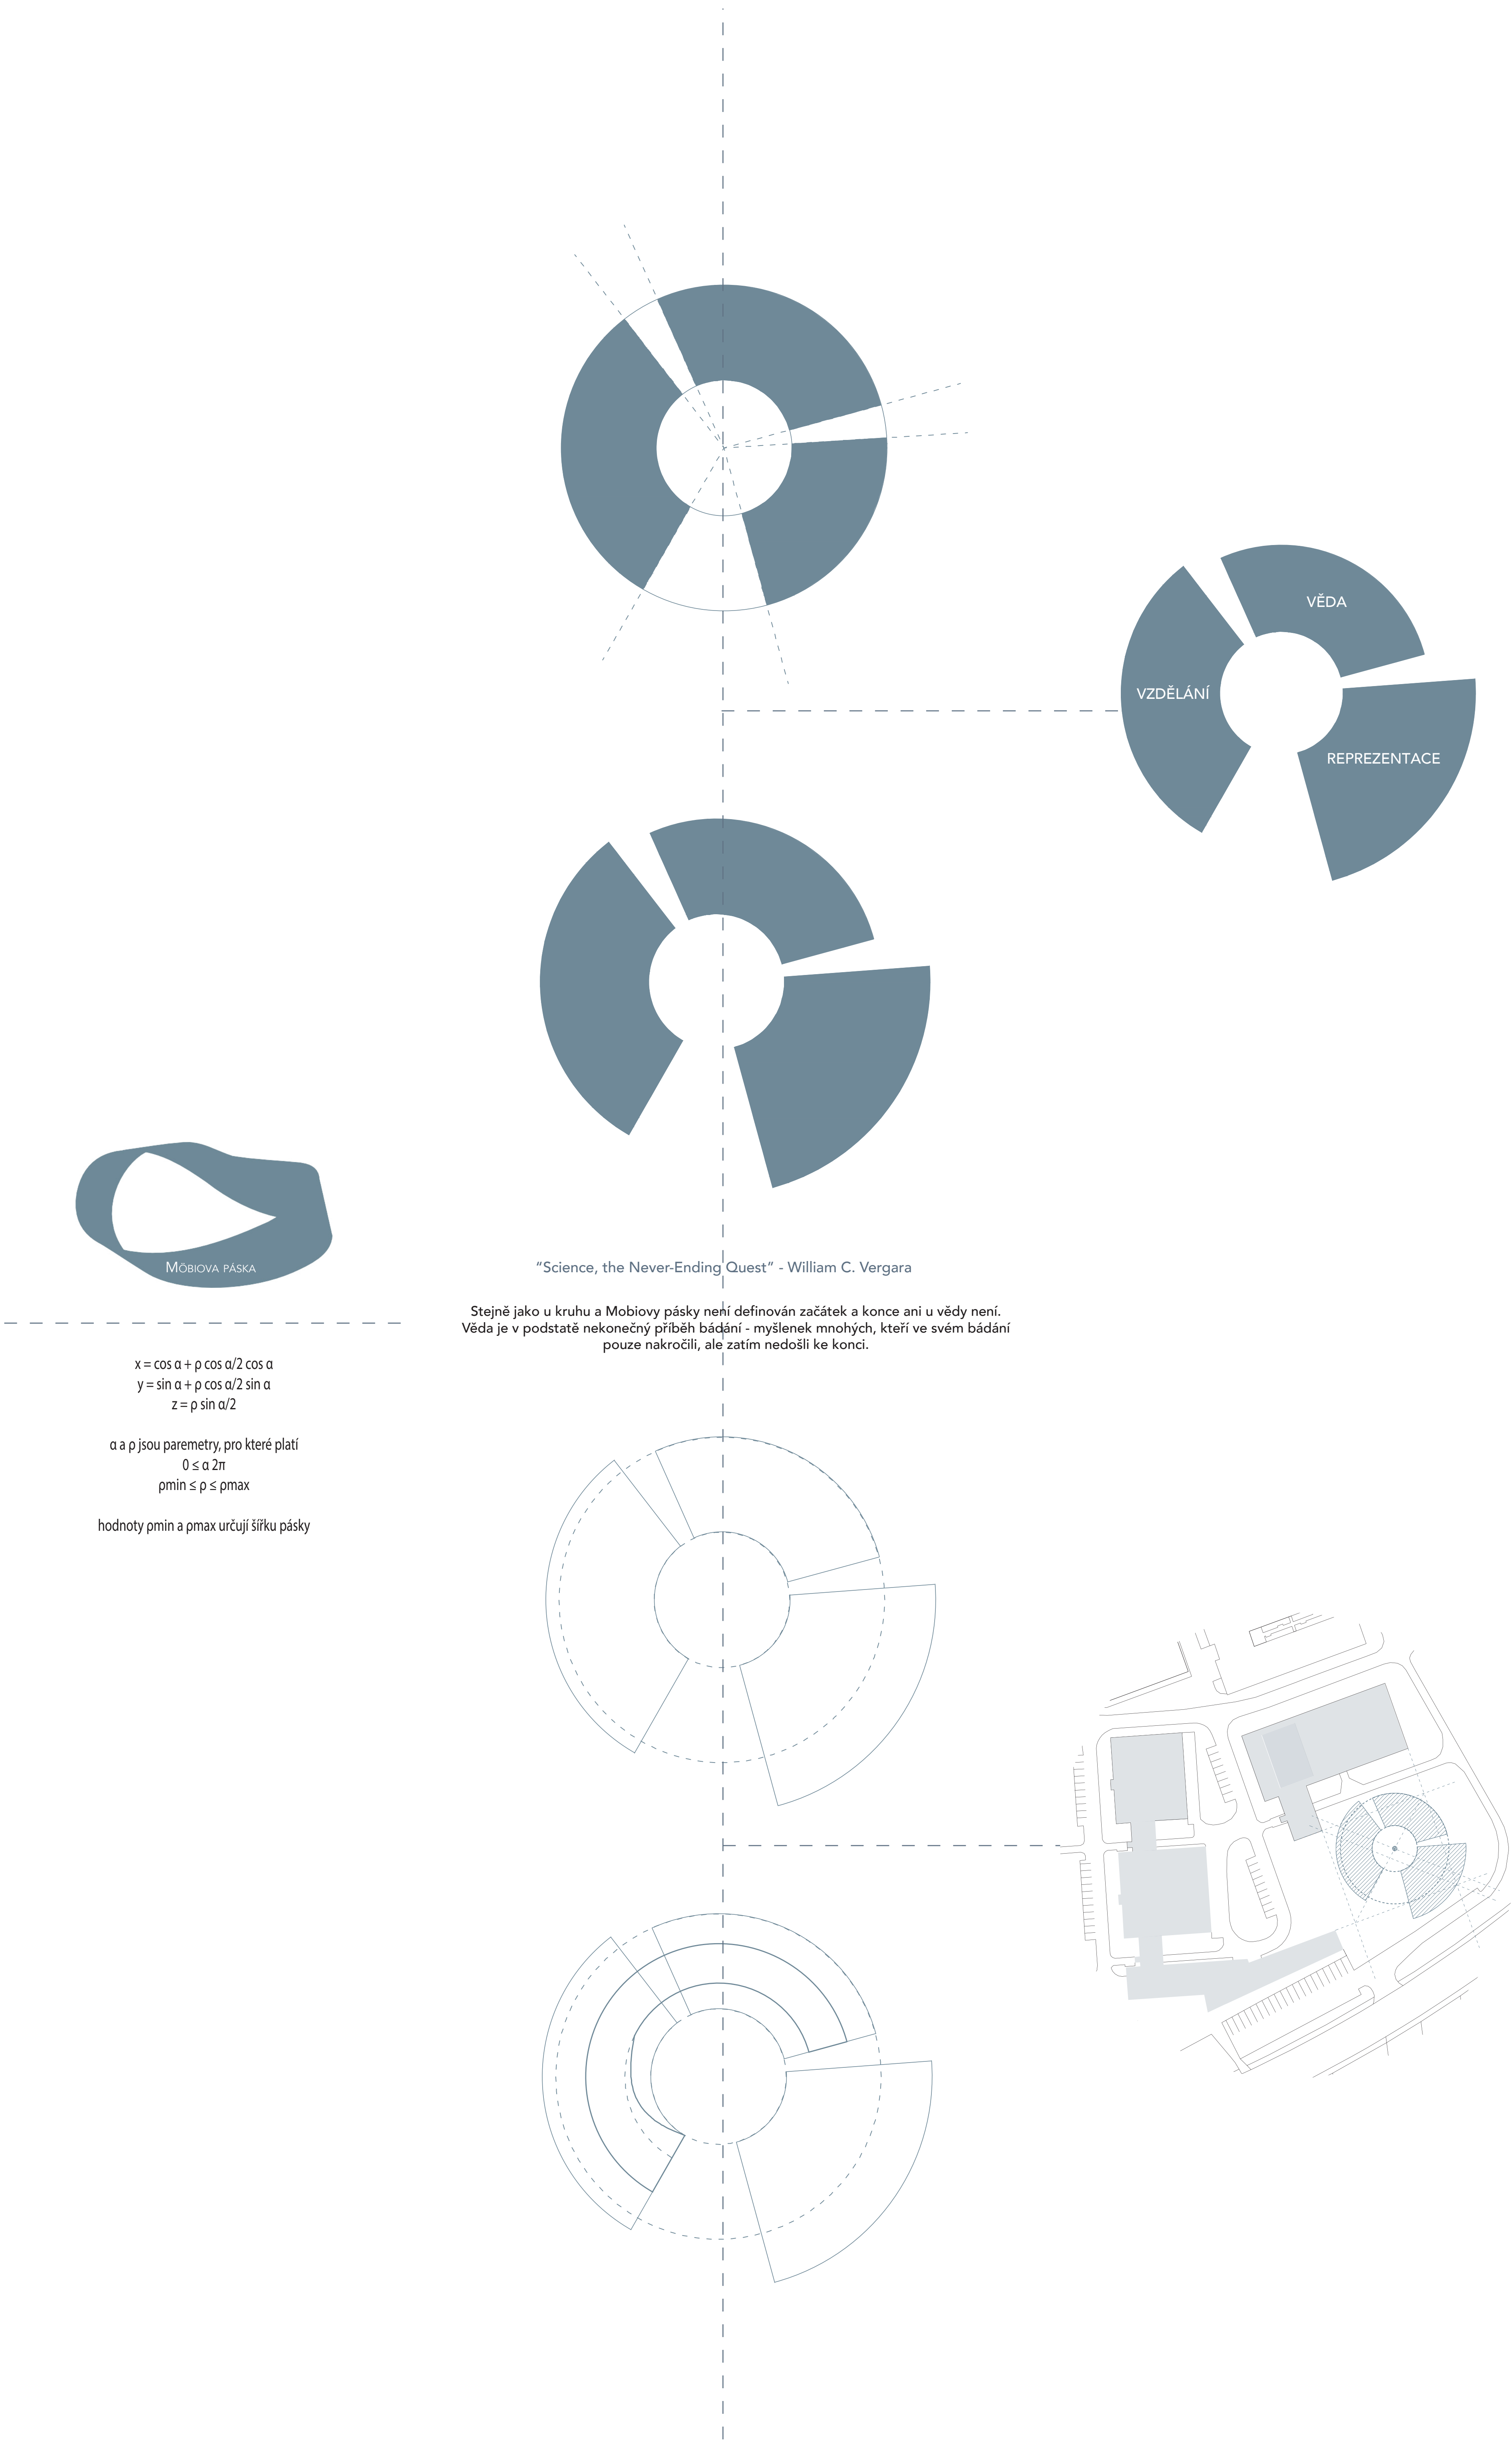 VĚDA
VZDĚLÁNÍ
REPREZENTACE
Möbiova páska
“Science, the Never-Ending Quest” - William C. Vergara
Stejně jako u kruhu a Mobiovy pásky není definován začátek a konce ani u vědy není.
Věda je v podstatě nekonečný příběh bádání - myšlenek mnohých, kteří ve svém bádání
pouze nakročili, ale zatím nedošli ke konci.
x = cos α + ρ cos α/2 cos α
y = sin α + ρ cos α/2 sin α
z = ρ sin α/2
α a ρ jsou paremetry, pro které platí
0 ≤ α 2π
ρmin ≤ ρ ≤ ρmax
hodnoty ρmin a ρmax určují šířku pásky